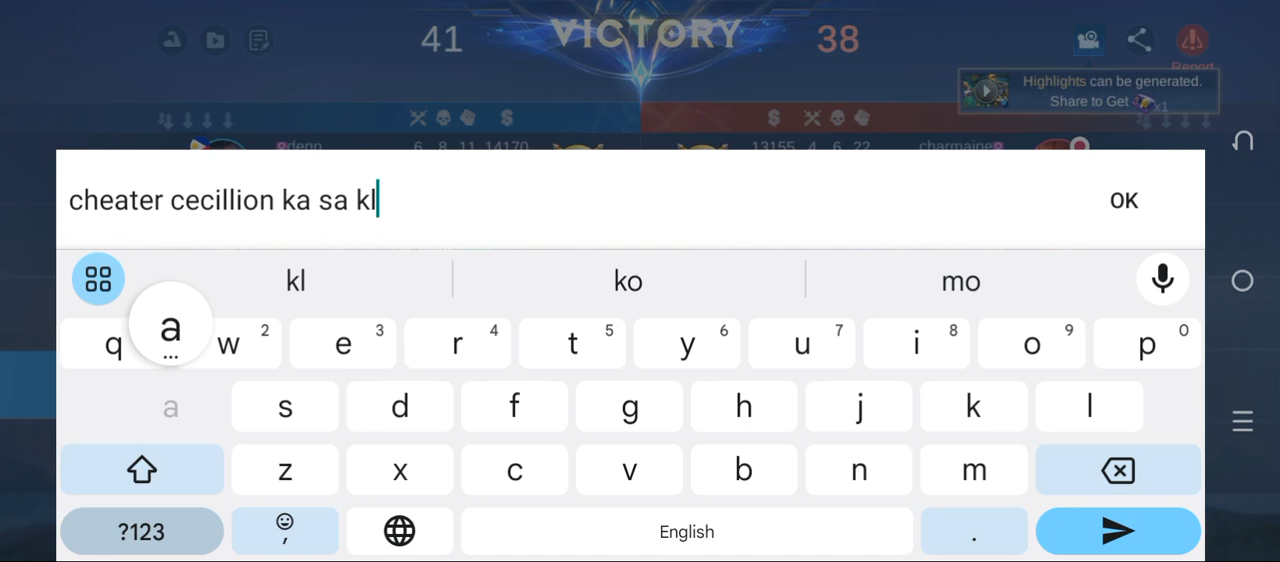 41 VICTORY 38
Report
Highlights can be generated.
Share to Get x1
denn 6 8 11 14170 13155 4 6 22 charmaine
cheater cecillion ka sa kl OK
kl ko mo
a
q w 2 e 3 r 4 t 5 y 6 u 7 i 8 o 9 p 0
a s d f g h j k l
z x c v b n m
?123 , English .